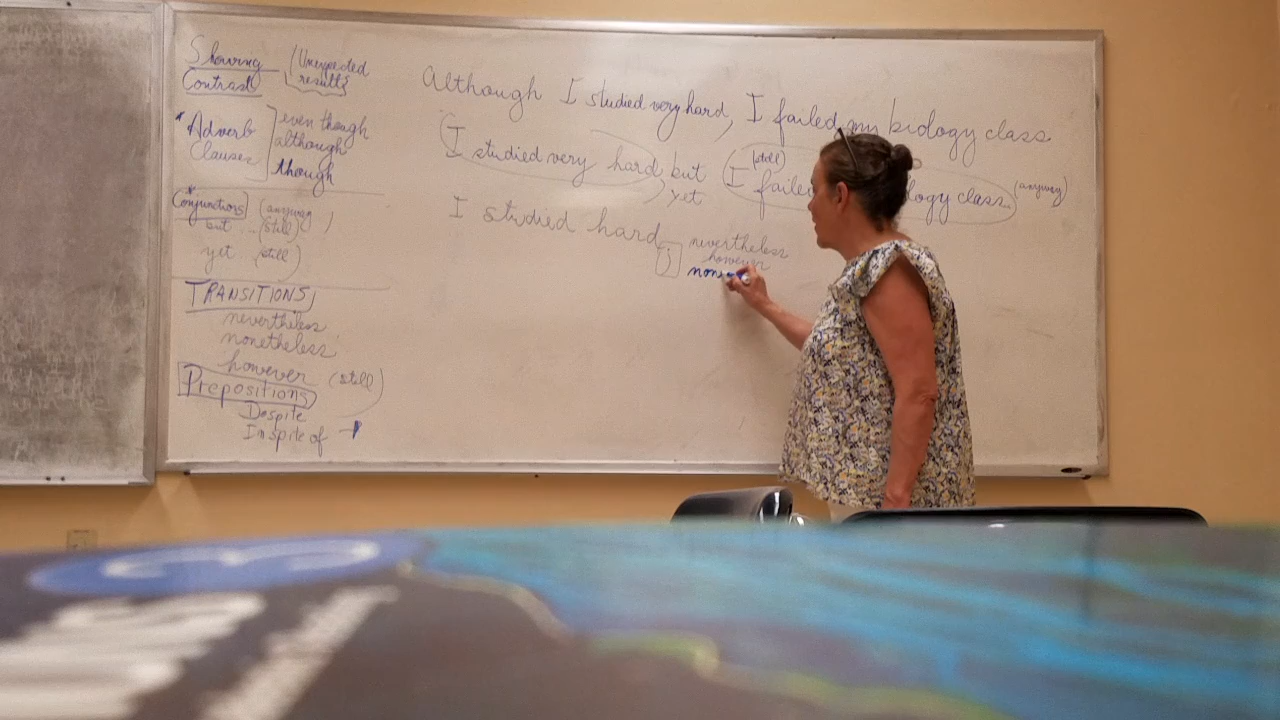 Showing
Contrast
(Unexpected
results
Adverb
Clauses
even though
although
though
Conjunctions
(anyway)
but ... (still)
yet (still)
TRANSITIONS
nevertheless
nonetheless
however (still)
Prepositions
Despite
In spite of
Although I studied very hard, I failed my biology class
(I studied very hard, but (I (still) failed ology class) (anyway)
yet
I studied hard ; nevertheless
however
none